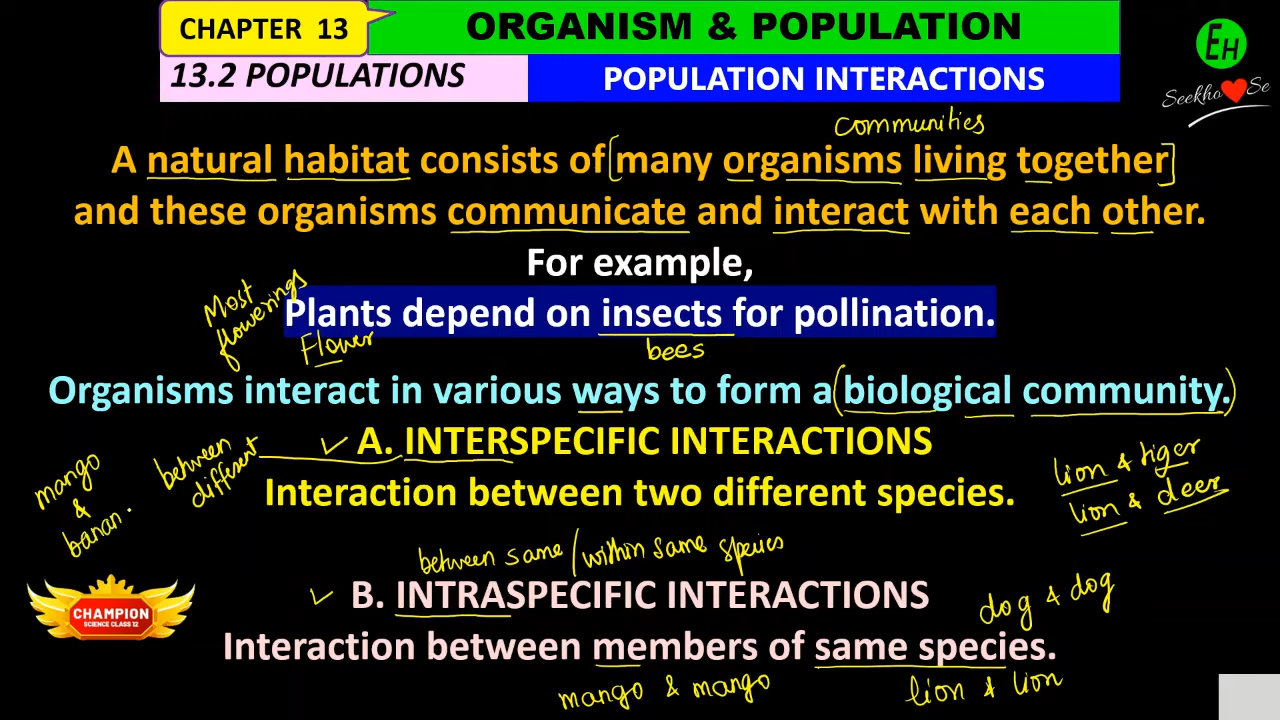 CHAPTER 13
ORGANISM & POPULATION
EH
13.2 POPULATIONS
POPULATION INTERACTIONS
Seekho Se
communities
A natural habitat consists of [many organisms living together]
and these organisms communicate and interact with each other.
For example,
Most
flowerings
Plants depend on insects for pollination.
Flower
bees
Organisms interact in various ways to form a (biological community.)
A. INTERSPECIFIC INTERACTIONS
between
different
mango
&
banan.
lion & tiger
lion & deer
Interaction between two different species.
between same / within same species
B. INTRASPECIFIC INTERACTIONS
dog & dog
CHAMPION
SCIENCE CLASS 12
Interaction between members of same species.
mango & mango
lion & lion